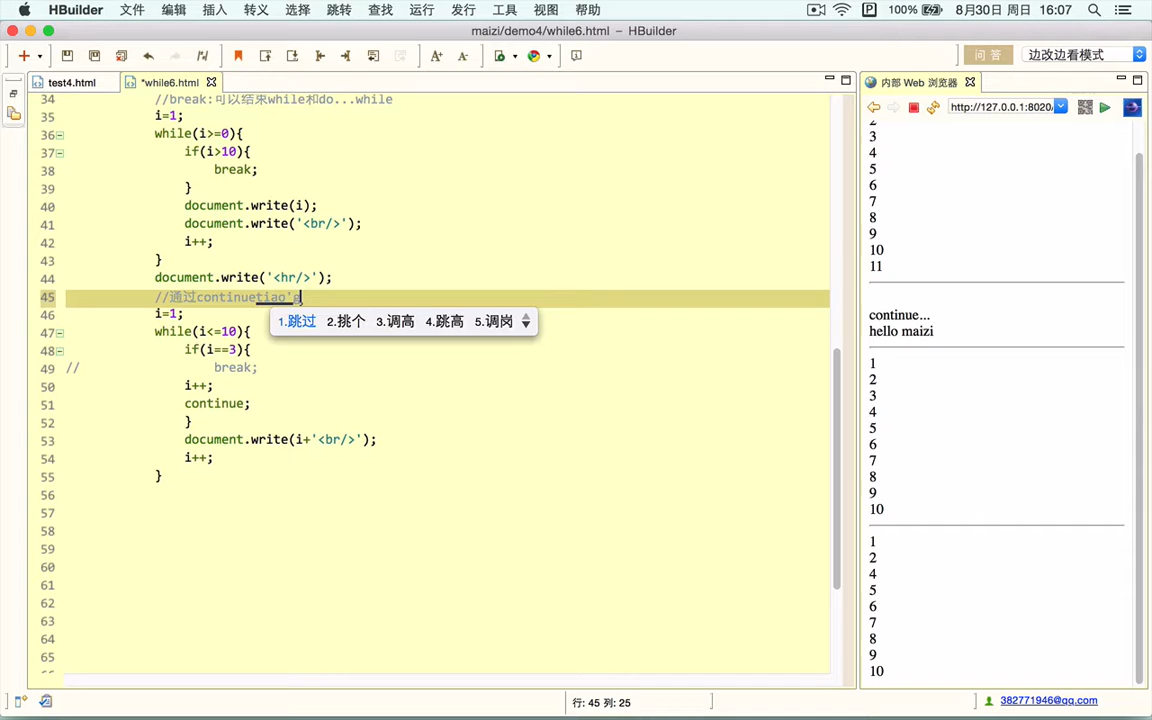 HBuilder 文件 编辑 插入 转义 选择 跳转 查找 运行 发行 工具 视图 帮助 100% 8月30日 周日 16:07
maizi/demo4/while6.html – HBuilder
问 答 边改边看模式
test4.html *while6.html 内部 Web 浏览器
http://127.0.0.1:8020/
34 //break:可以结束while和do...while
35 i=1;
36 while(i>=0){
37 if(i>10){
38 break;
39 }
40 document.write(i);
41 document.write('<br/>');
42 i++;
43 }
44 document.write('<hr/>');
45 //通过continuetiao'g
1.跳过 2.挑个 3.调高 4.跳高 5.调岗
46 i=1;
47 while(i<=10){
48 if(i==3){
49 // break;
50 i++;
51 continue;
52 }
53 document.write(i+'<br/>');
54 i++;
55 }
56
57
58
59
60
61
62
63
64
65
2
3
4
5
6
7
8
9
10
11
continue...
hello maizi
1
2
3
4
5
6
7
8
9
10
1
2
4
5
6
7
8
9
10
行: 45 列: 25
382771946@qq.com